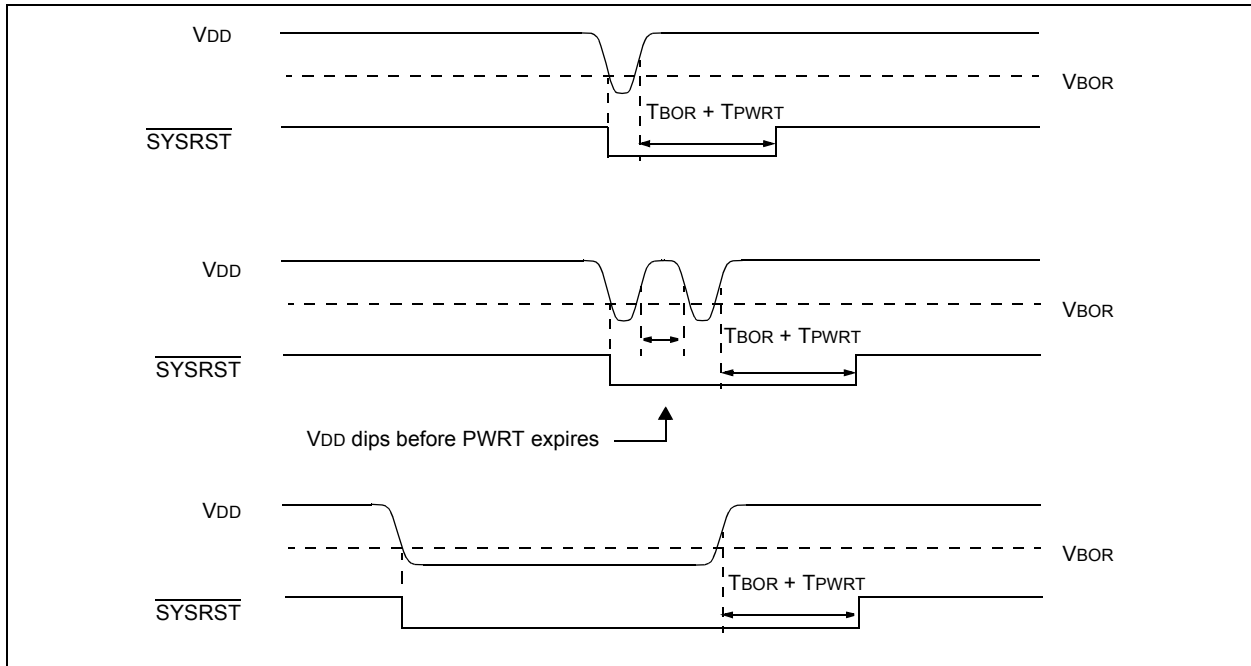 VDD
VBOR
TBOR + TPWRT
SYSRST
VDD
VBOR
TBOR + TPWRT
SYSRST
VDD dips before PWRT expires
VDD
VBOR
TBOR + TPWRT
SYSRST